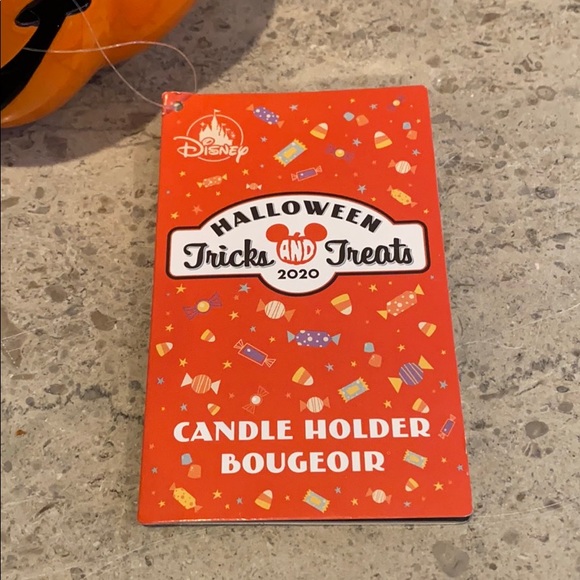 Disney
HALLOWEEN
Tricks AND Treats
2020
CANDLE HOLDER
BOUGEOIR